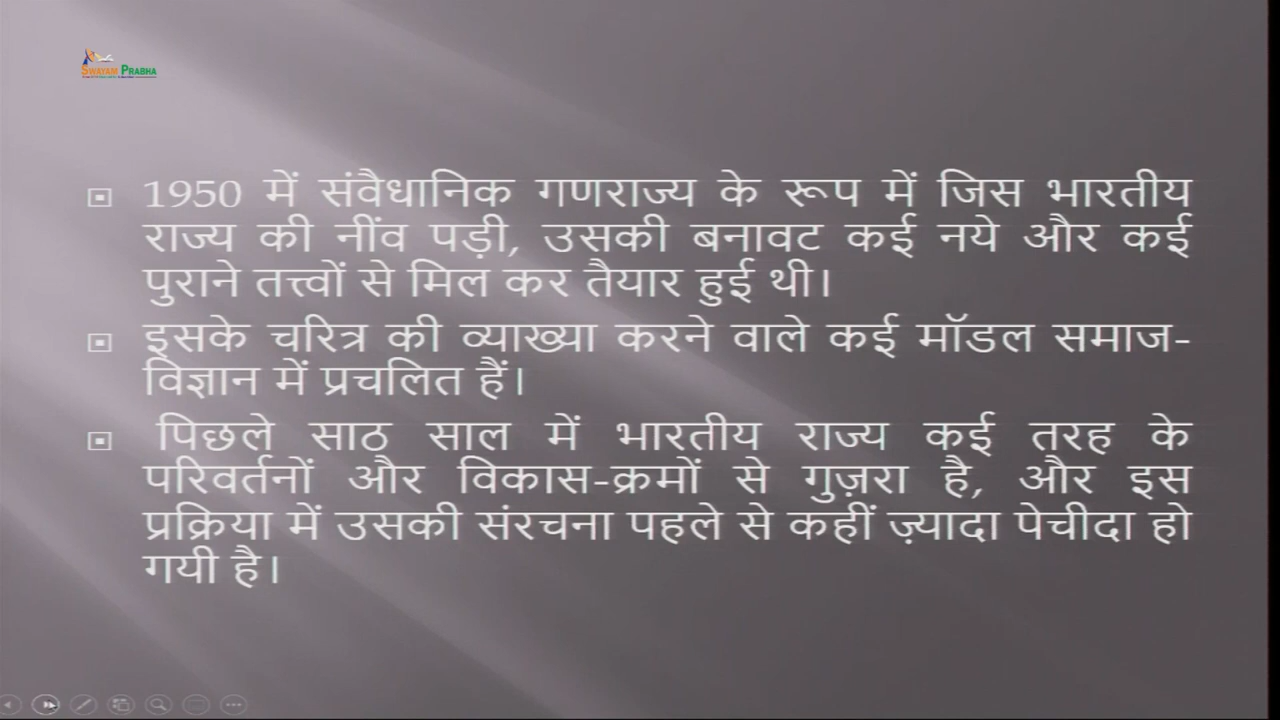 SWAYAM PRABHA
1950 में संवैधानिक गणराज्य के रूप में जिस भारतीय
राज्य की नींव पड़ी, उसकी बनावट कई नये और कई
पुराने तत्त्वों से मिल कर तैयार हुई थी।
इसके चरित्र की व्याख्या करने वाले कई मॉडल समाज-
विज्ञान में प्रचलित हैं।
पिछले साठ साल में भारतीय राज्य कई तरह के
परिवर्तनों और विकास-क्रमों से गुज़रा है, और इस
प्रक्रिया में उसकी संरचना पहले से कहीं ज़्यादा पेचीदा हो
गयी है।